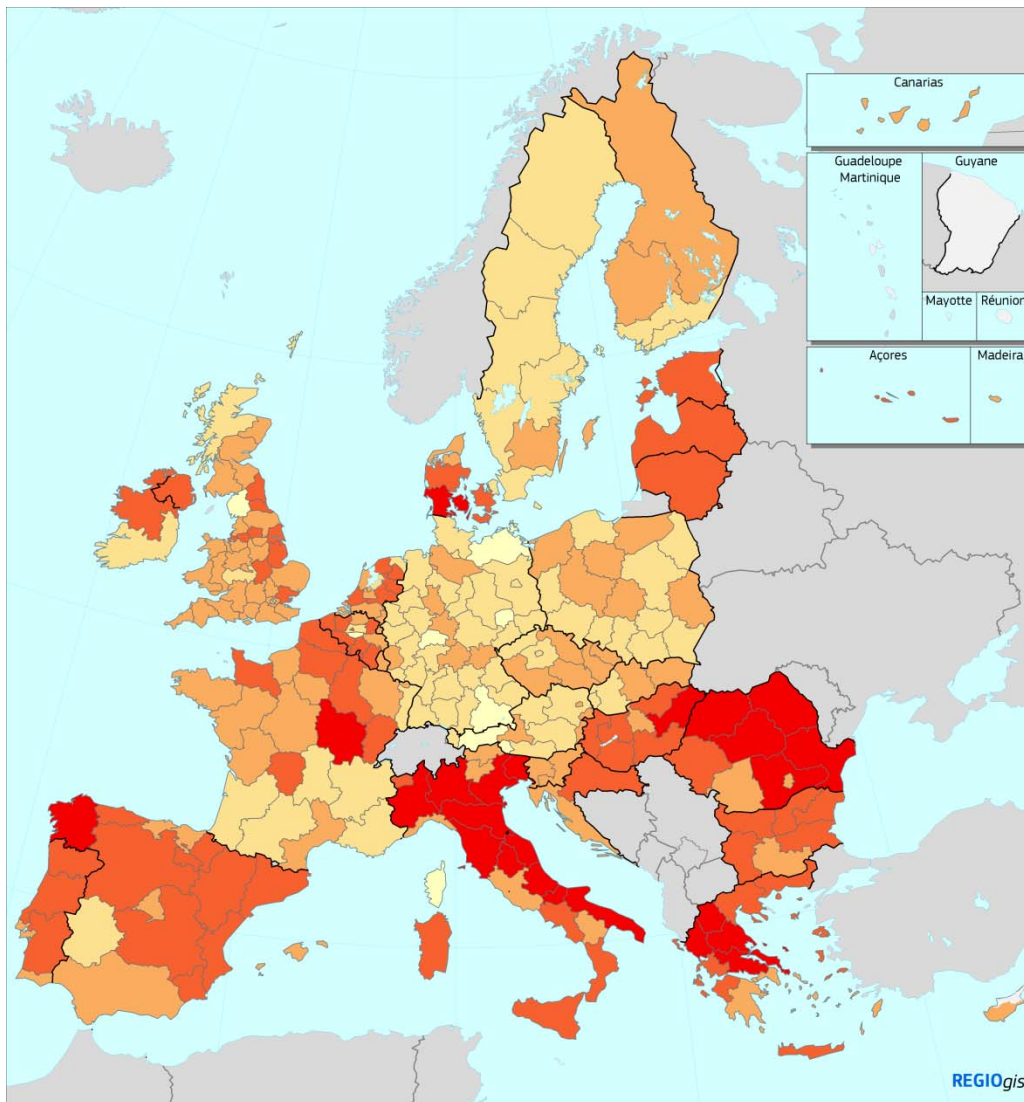 Canarias
Guadeloupe
Martinique
Guyane
Mayotte
Réunion
Açores
Madeira
REGIOgis